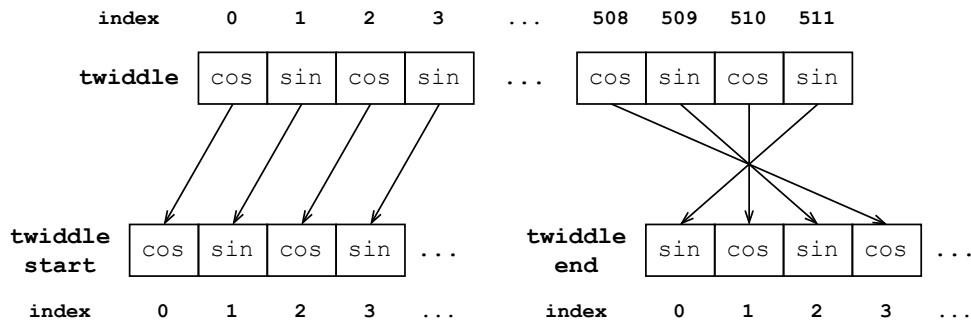 index 0 1 2 3 ... 508 509 510 511
twiddle cos sin cos sin ... cos sin cos sin
twiddle start cos sin cos sin ... twiddle end sin cos sin cos ...
index 0 1 2 3 ... index 0 1 2 3 ...